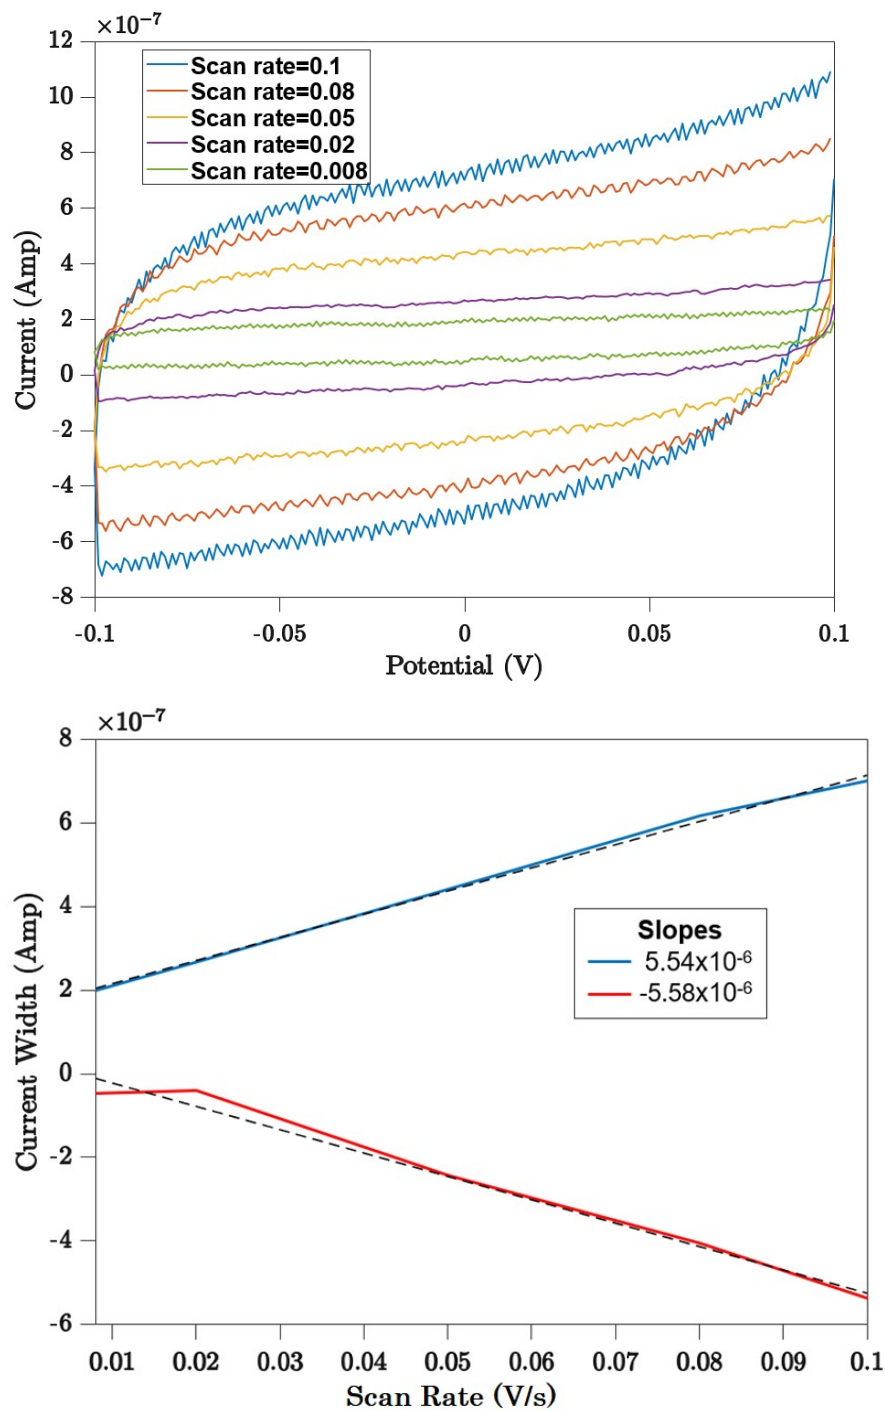 ×10⁻⁷
12
10
8
6
4
2
0
-2
-4
-6
-8
Current (Amp)
Scan rate=0.1
Scan rate=0.08
Scan rate=0.05
Scan rate=0.02
Scan rate=0.008
-0.1 -0.05 0 0.05 0.1
Potential (V)
×10⁻⁷
8
6
4
2
0
-2
-4
-6
Current Width (Amp)
Slopes
5.54x10⁻⁶
-5.58x10⁻⁶
0.01 0.02 0.03 0.04 0.05 0.06 0.07 0.08 0.09 0.1
Scan Rate (V/s)